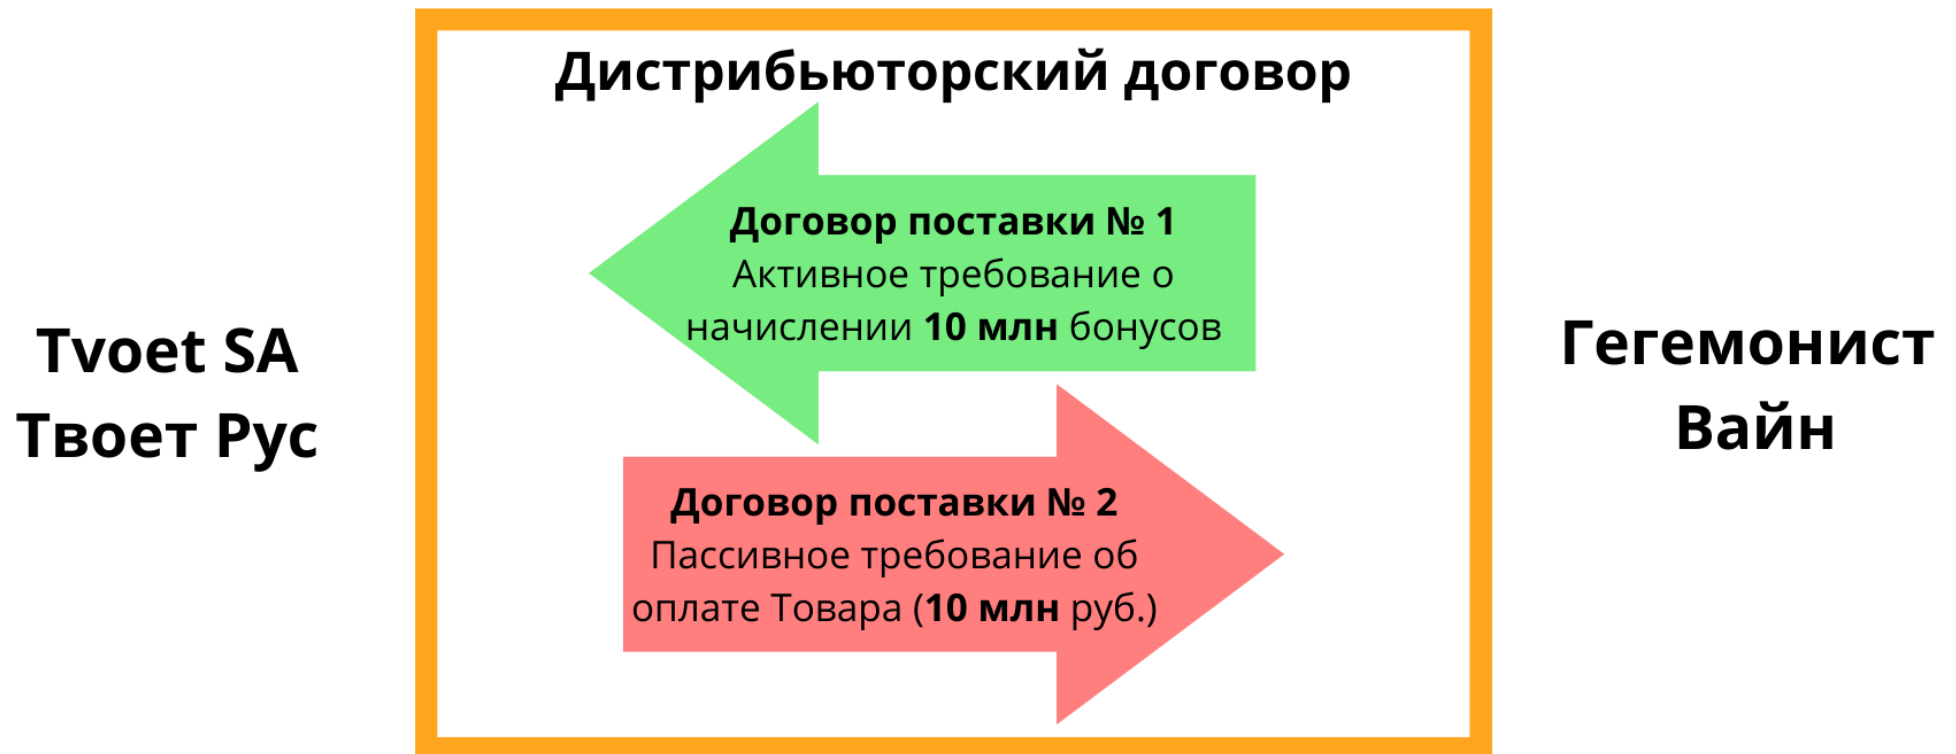 Дистрибьюторский договор
Договор поставки № 1
Активное требование о
начислении 10 млн бонусов
Tvoet SA
Твоет Рус
Гегемонист
Вайн
Договор поставки № 2
Пассивное требование об
оплате Товара (10 млн руб.)